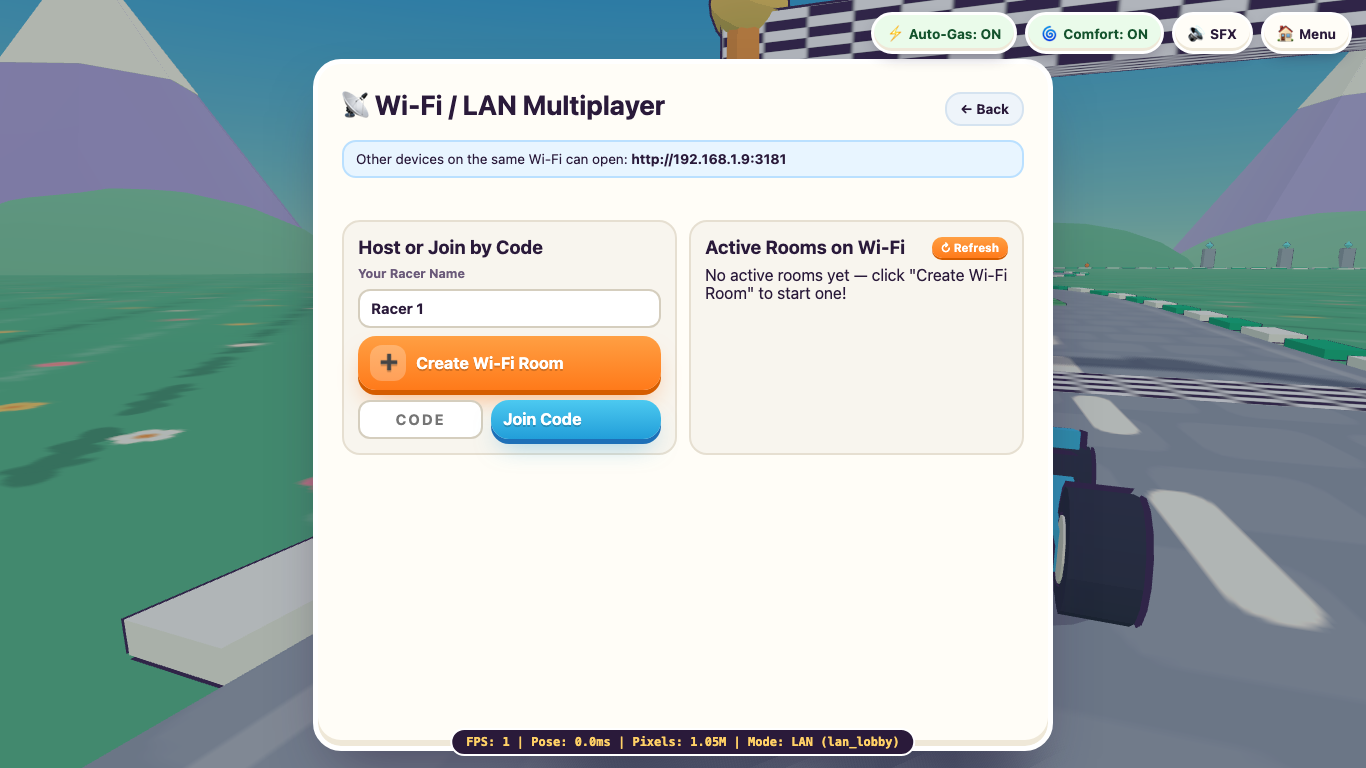 ⚡ Auto-Gas: ON
🌀 Comfort: ON
🔈 SFX
🏠 Menu
📡 Wi-Fi / LAN Multiplayer
← Back
Other devices on the same Wi-Fi can open: http://192.168.1.9:3181
Host or Join by Code
Your Racer Name
Racer 1
➕ Create Wi-Fi Room
CODE
Join Code
Active Rooms on Wi-Fi
↻ Refresh
No active rooms yet — click "Create Wi-Fi
Room" to start one!
FPS: 1 | Pose: 0.0ms | Pixels: 1.05M | Mode: LAN (lan_lobby)